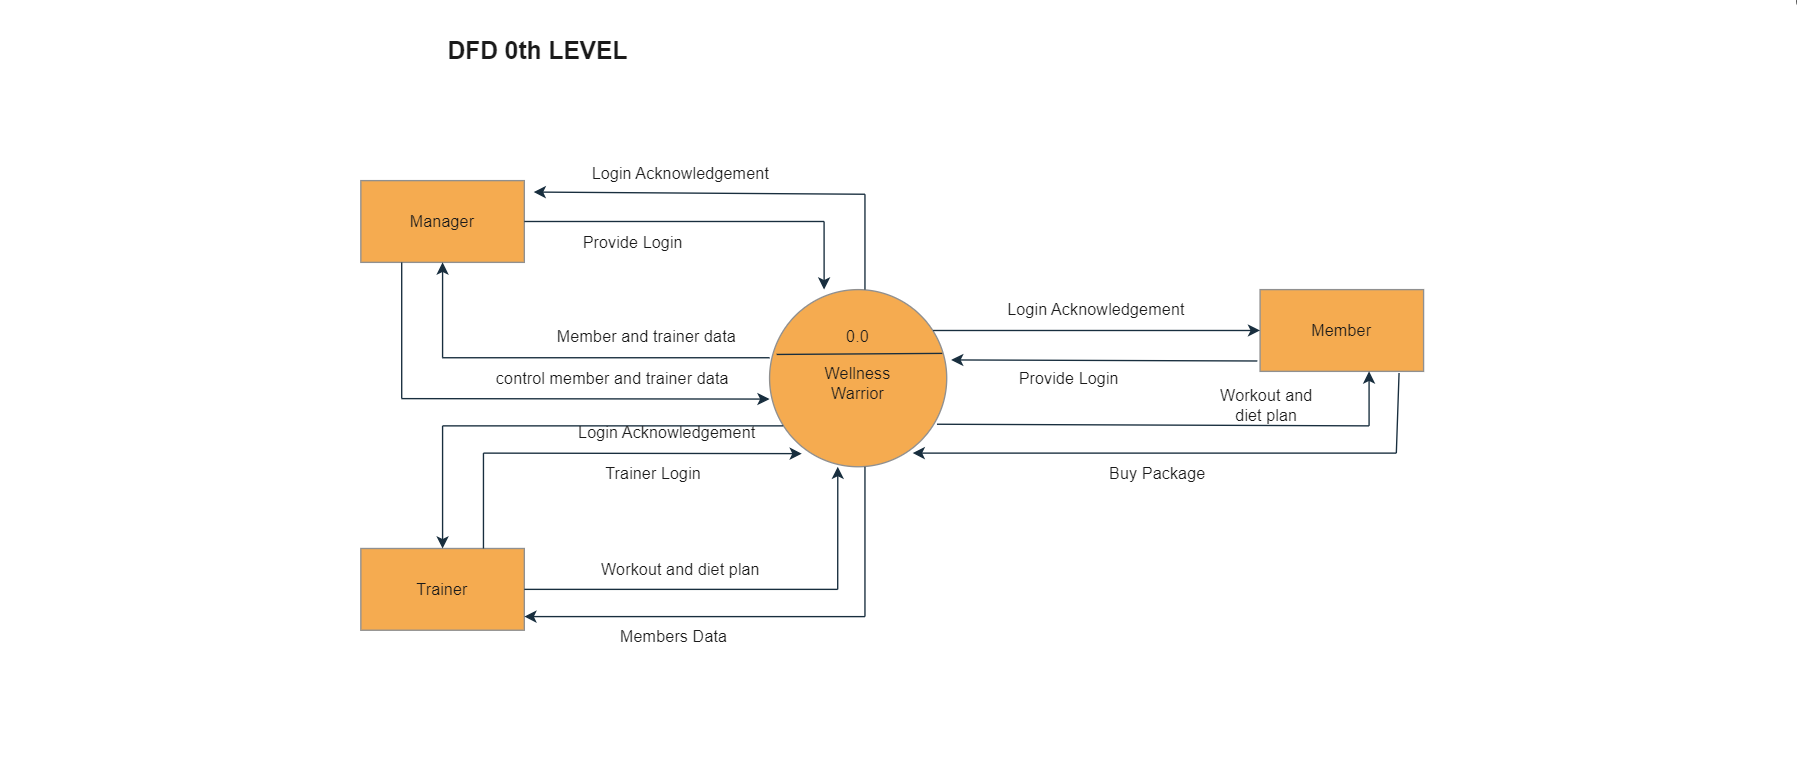 DFD 0th LEVEL
Login Acknowledgement
Manager
Provide Login
Login Acknowledgement
Member
0.0
Member and trainer data
Wellness
Warrior
control member and trainer data
Provide Login
Workout and
diet plan
Login Acknowledgement
Trainer Login
Buy Package
Workout and diet plan
Trainer
Members Data